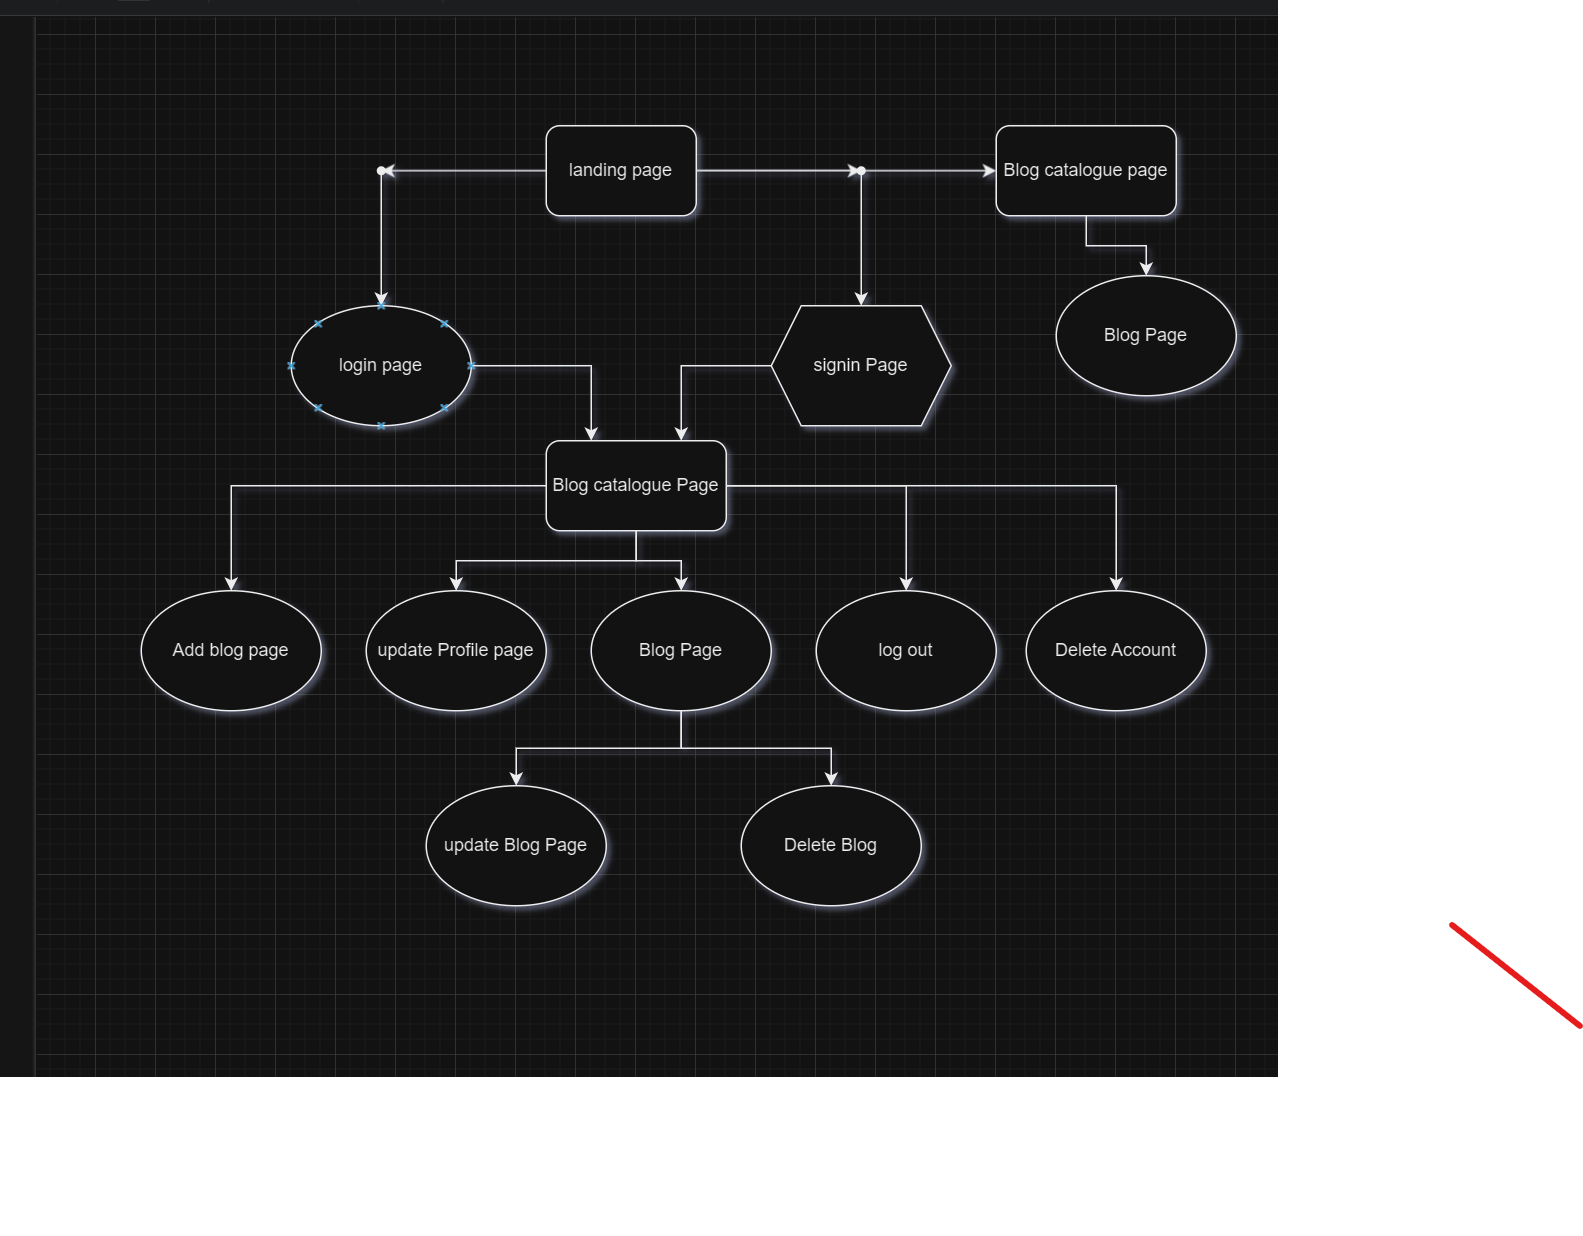 landing page
Blog catalogue page
login page
signin Page
Blog Page
Blog catalogue Page
Add blog page
update Profile page
Blog Page
log out
Delete Account
update Blog Page
Delete Blog